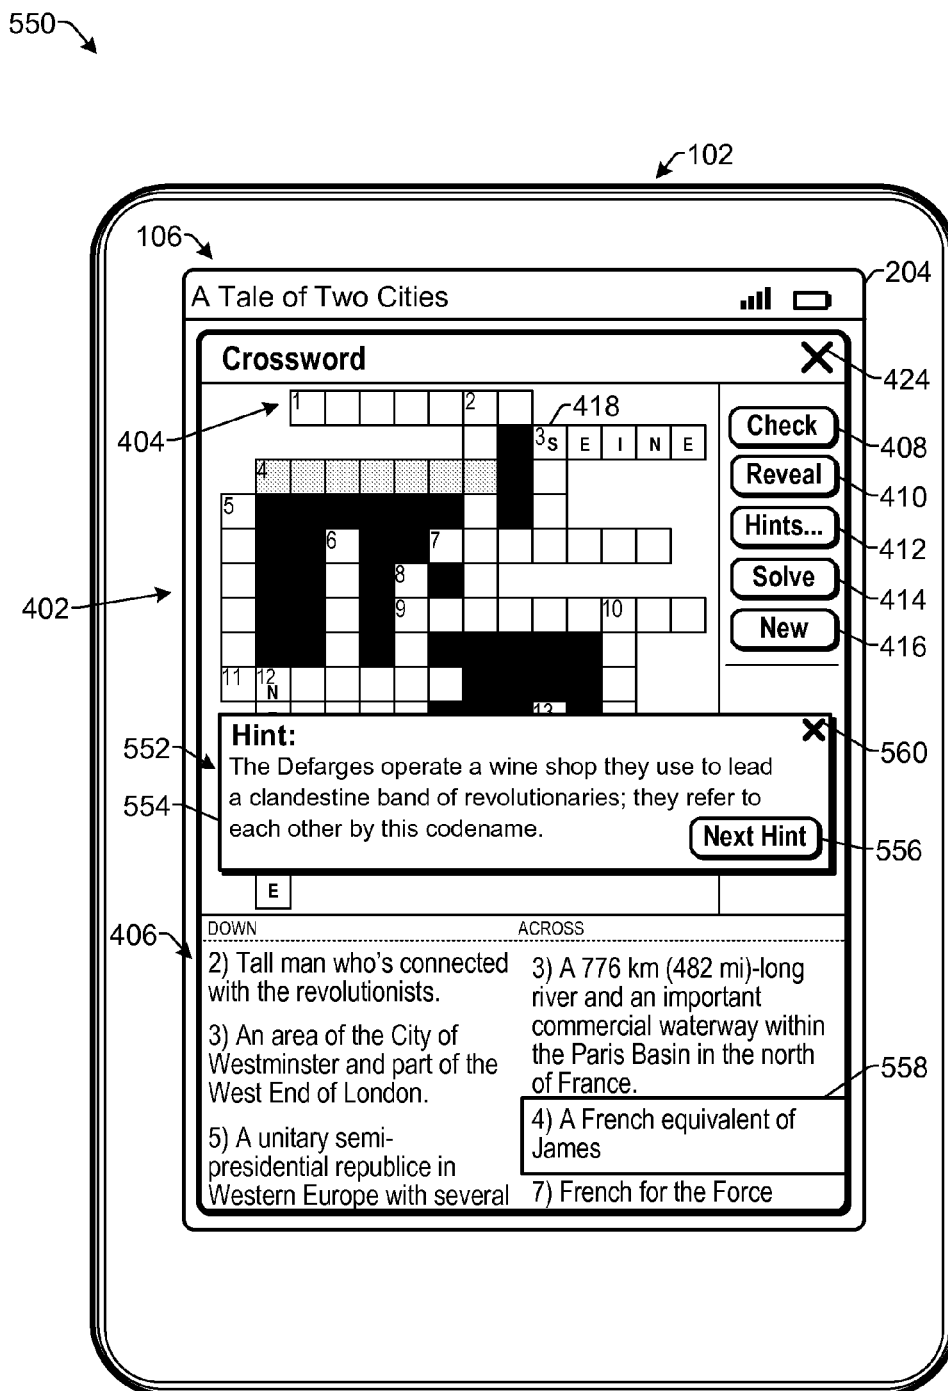 550
102
106
204
A Tale of Two Cities
Crossword
424
404
1 2
418
3 S E I N E
Check
408
4
Reveal
410
5
Hints...
412
6 7
402
8
Solve
414
9 10
New
416
11 12
N
13
552
Hint:
560
The Defarges operate a wine shop they use to lead
554
a clandestine band of revolutionaries; they refer to
each other by this codename.
Next Hint
556
E
406
DOWN
2) Tall man who's connected
with the revolutionists.
3) An area of the City of
Westminster and part of the
West End of London.
5) A unitary semi-
presidential republice in
Western Europe with several
ACROSS
3) A 776 km (482 mi)-long
river and an important
commercial waterway within
the Paris Basin in the north
of France.
558
4) A French equivalent of
James
7) French for the Force